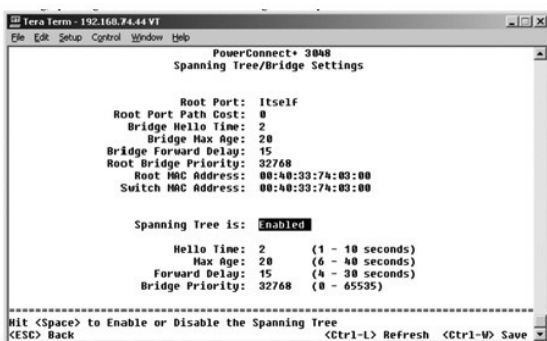 Tera Term - 192.168.74.44 VT
File Edit Setup Control Window Help
PowerConnect+ 3048
Spanning Tree/Bridge Settings
Root Port: Itself
Root Port Path Cost: 0
Bridge Hello Time: 2
Bridge Max Age: 20
Bridge Forward Delay: 15
Root Bridge Priority: 32768
Root MAC Address: 00:40:33:74:03:00
Switch MAC Address: 00:40:33:74:03:00
Spanning Tree is: Enabled
Hello Time: 2 (1 - 10 seconds)
Max Age: 20 (6 - 40 seconds)
Forward Delay: 15 (4 - 30 seconds)
Bridge Priority: 32768 (0 - 65535)
Hit <Space> to Enable or Disable the Spanning Tree
<ESC> Back <Ctrl-L> Refresh <Ctrl-W> Save